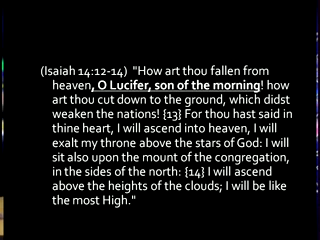 (Isaiah 14:12-14)  "How art thou fallen from
heaven, O Lucifer, son of the morning! how
art thou cut down to the ground, which didst
weaken the nations! {13} For thou hast said in
thine heart, I will ascend into heaven, I will
exalt my throne above the stars of God: I will
sit also upon the mount of the congregation,
in the sides of the north: {14} I will ascend
above the heights of the clouds; I will be like
the most High."